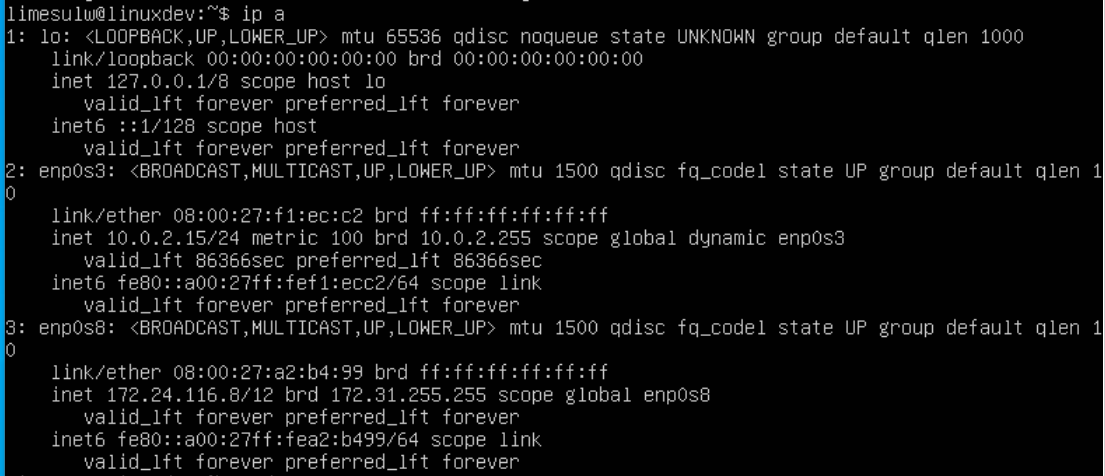 limesulw@linuxdev:~$ ip a
1: lo: <LOOPBACK,UP,LOWER_UP> mtu 65536 qdisc noqueue state UNKNOWN group default qlen 1000
    link/loopback 00:00:00:00:00:00 brd 00:00:00:00:00:00
    inet 127.0.0.1/8 scope host lo
       valid_lft forever preferred_lft forever
    inet6 ::1/128 scope host
       valid_lft forever preferred_lft forever
2: enp0s3: <BROADCAST,MULTICAST,UP,LOWER_UP> mtu 1500 qdisc fq_codel state UP group default qlen 1
0
    link/ether 08:00:27:f1:ec:c2 brd ff:ff:ff:ff:ff:ff
    inet 10.0.2.15/24 metric 100 brd 10.0.2.255 scope global dynamic enp0s3
       valid_lft 86366sec preferred_lft 86366sec
    inet6 fe80::a00:27ff:fef1:ecc2/64 scope link
       valid_lft forever preferred_lft forever
3: enp0s8: <BROADCAST,MULTICAST,UP,LOWER_UP> mtu 1500 qdisc fq_codel state UP group default qlen 1
0
    link/ether 08:00:27:a2:b4:99 brd ff:ff:ff:ff:ff:ff
    inet 172.24.116.8/12 brd 172.31.255.255 scope global enp0s8
       valid_lft forever preferred_lft forever
    inet6 fe80::a00:27ff:fea2:b499/64 scope link
       valid_lft forever preferred_lft forever